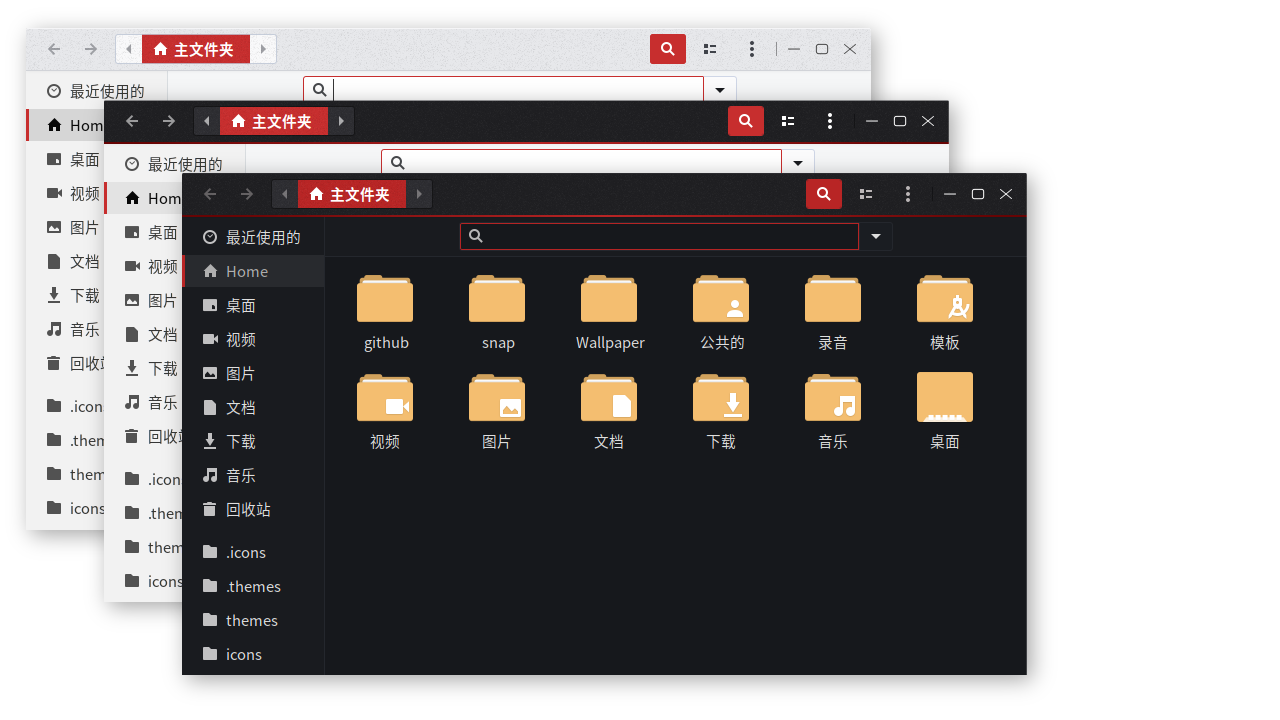 主文件夹
最近使用的
Hom
桌面
视频
图片
文档
下载
音乐
回收
.icon
.them
them
icons
主文件夹
最近使用的
Hom
桌面
视频
图片
文档
下载
音乐
回收
.icon
.them
them
icons
主文件夹
最近使用的
Home
桌面
视频
图片
文档
下载
音乐
回收站
.icons
.themes
themes
icons
github snap Wallpaper 公共的 录音 模板
视频 图片 文档 下载 音乐 桌面